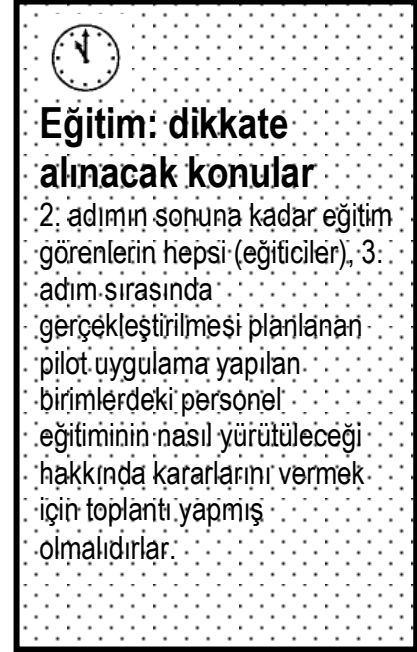 Eğitim: dikkate
alınacak konular
2. adımın sonuna kadar eğitim
görenlerin hepsi (eğiticiler), 3.
adım sırasında
gerçekleştirilmesi planlanan
pilot uygulama yapılan
birimlerdeki personel
eğitiminin nasıl yürütüleceği
hakkında kararlarını vermek
için toplantı yapmış
olmalıdırlar.